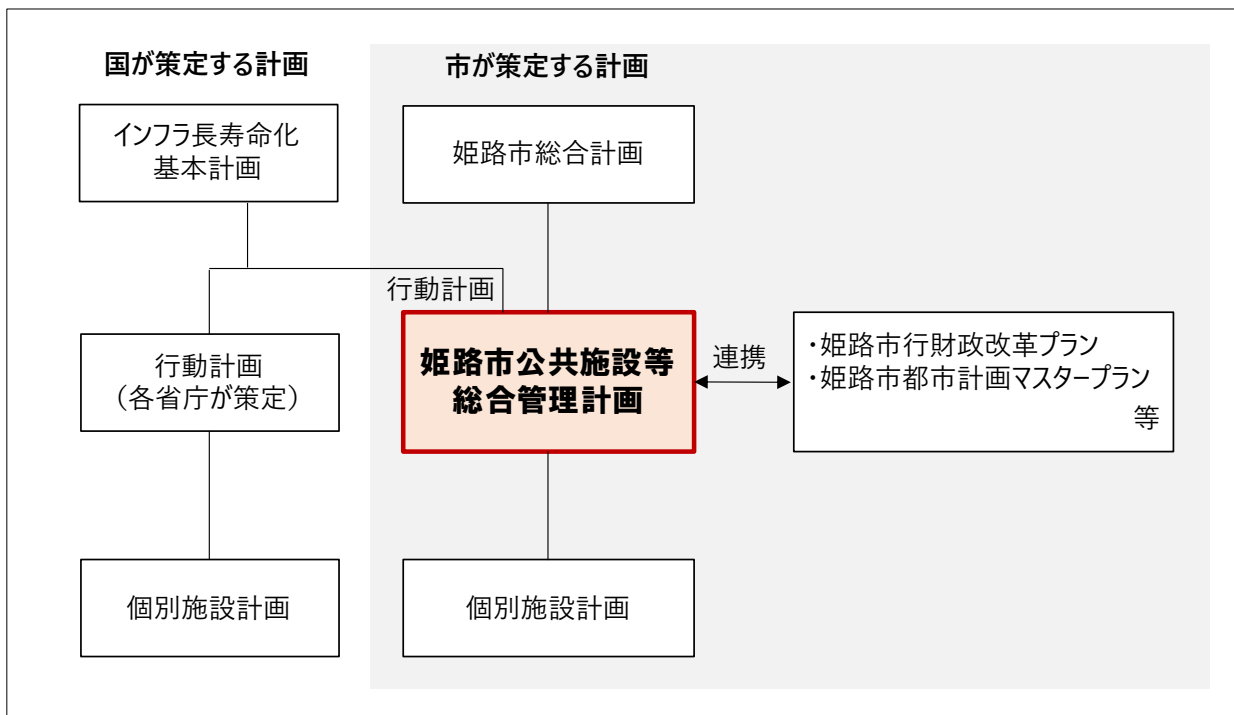 国が策定する計画
市が策定する計画
インフラ長寿命化
基本計画
姫路市総合計画
行動計画
行動計画
（各省庁が策定）
姫路市公共施設等
総合管理計画
連携
・姫路市行財政改革プラン
・姫路市都市計画マスタープラン
等
個別施設計画
個別施設計画